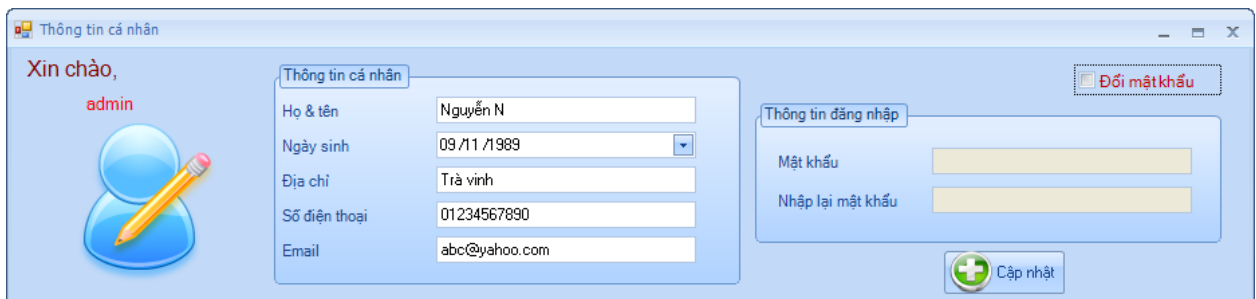 Thông tin cá nhân
Xin chào,
admin
Thông tin cá nhân
Họ & tên
Nguyễn N
Ngày sinh
09/11/1989
Địa chỉ
Trà vinh
Số điện thoại
01234567890
Email
abc@yahoo.com
Đổi mật khẩu
Thông tin đăng nhập
Mật khẩu
Nhập lại mật khẩu
Cập nhật